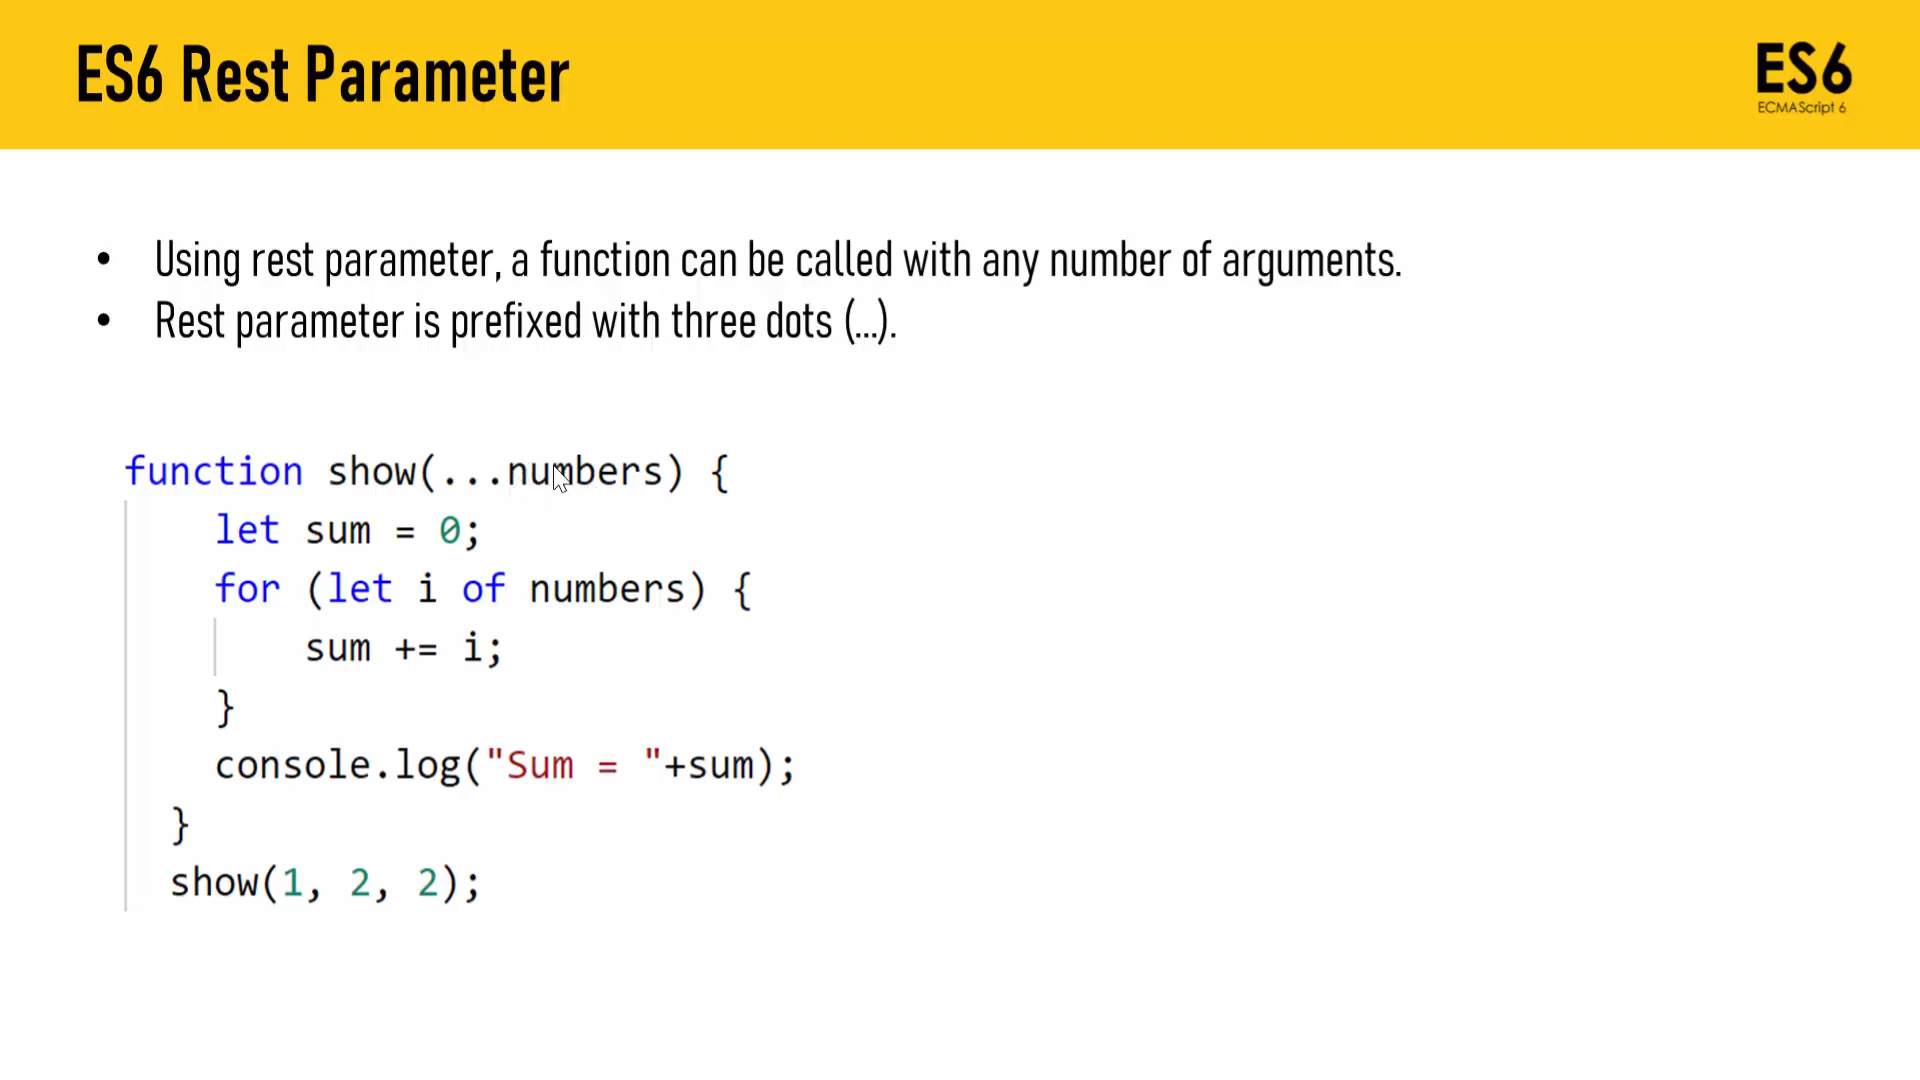 ES6 Rest Parameter
ES6
ECMAScript 6
• Using rest parameter, a function can be called with any number of arguments.
• Rest parameter is prefixed with three dots (...).
function show(...numbers) {
let sum = 0;
for (let i of numbers) {
sum += i;
}
console.log("Sum = "+sum);
}
show(1, 2, 2);